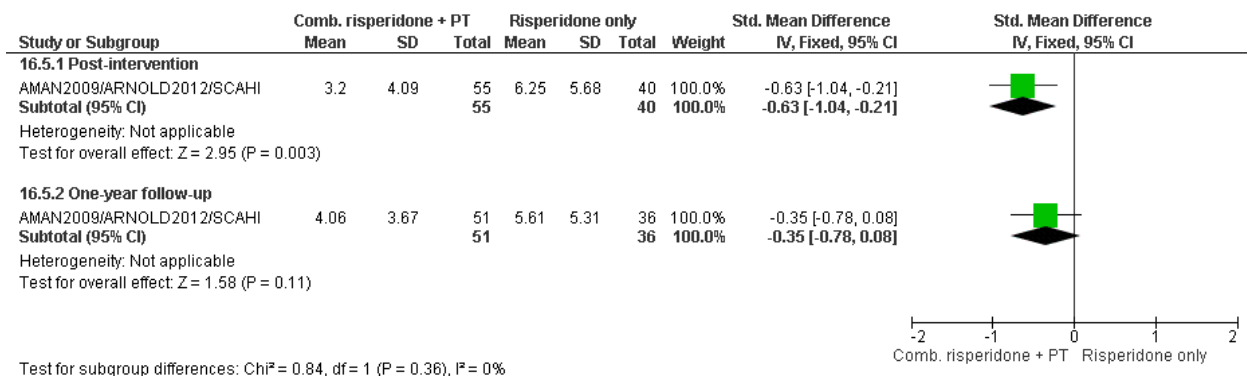 Comb. risperidone + PT Risperidone only Std. Mean Difference Std. Mean Difference
Study or Subgroup Mean SD Total Mean SD Total Weight IV, Fixed, 95% CI IV, Fixed, 95% CI
16.5.1 Post-intervention
AMAN2009/ARNOLD2012/SCAHI 3.2 4.09 55 6.25 5.68 40 100.0% -0.63 [-1.04, -0.21]
Subtotal (95% CI) 55 40 100.0% -0.63 [-1.04, -0.21]
Heterogeneity: Not applicable
Test for overall effect: Z = 2.95 (P = 0.003)
16.5.2 One-year follow-up
AMAN2009/ARNOLD2012/SCAHI 4.06 3.67 51 5.61 5.31 36 100.0% -0.35 [-0.78, 0.08]
Subtotal (95% CI) 51 36 100.0% -0.35 [-0.78, 0.08]
Heterogeneity: Not applicable
Test for overall effect: Z = 1.58 (P = 0.11)
-2 -1 0 1 2
Comb. risperidone + PT Risperidone only
Test for subgroup differences: Chi² = 0.84, df = 1 (P = 0.36), I² = 0%